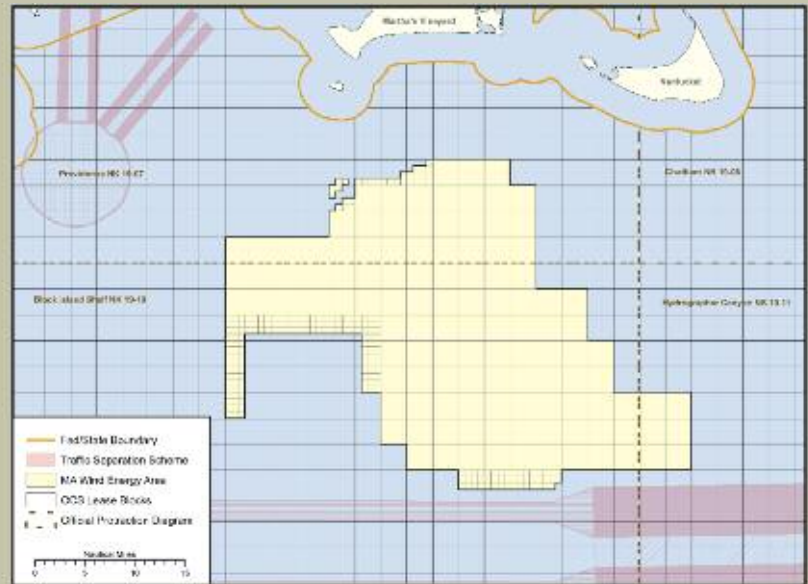 Martha's Vineyard
Nantucket
Providence NK 19-07
Chatham NK 19-08
Block Island Shelf NK 19-10
Hydrographer Canyon NK 19-11
Fed/State Boundary
Traffic Separation Scheme
MA Wind Energy Area
OCS Lease Blocks
Official Protraction Diagram
Nautical Miles
0 5 10 15